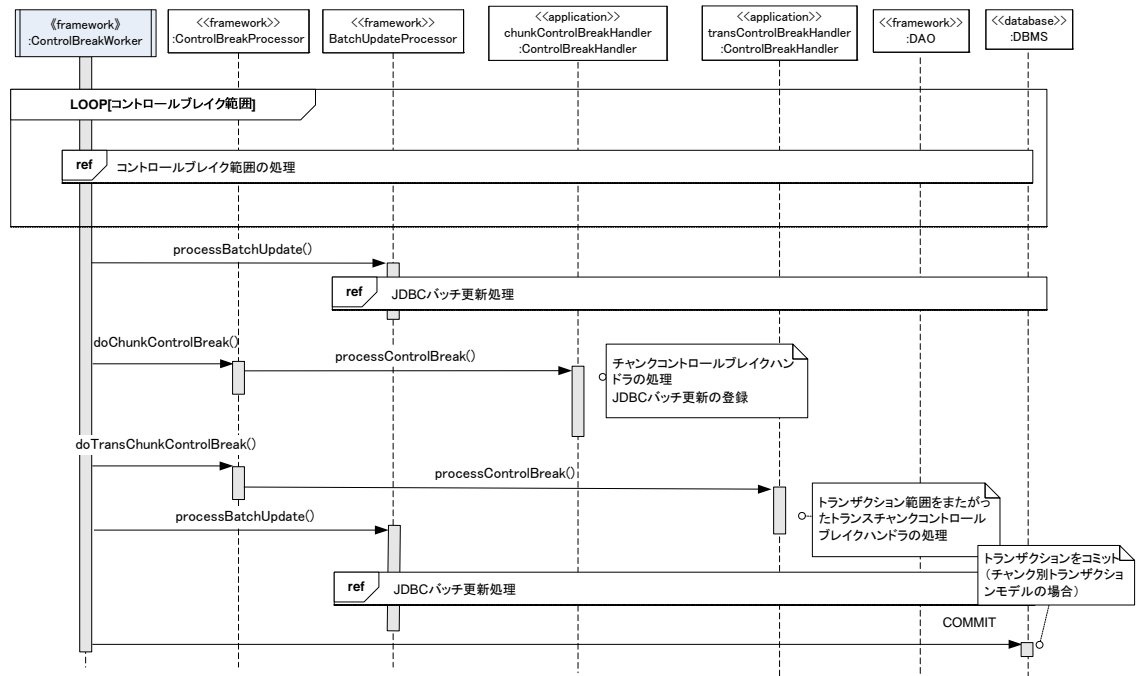 《framework》
:ControlBreakWorker
<<framework>>
:ControlBreakProcessor
<<framework>>
BatchUpdateProcessor
<<application>>
chunkControlBreakHandler
:ControlBreakHandler
<<application>>
transControlBreakHandler
:ControlBreakHandler
<<framework>>
:DAO
<<database>>
:DBMS
LOOP[コントロールブレイク範囲]
ref コントロールブレイク範囲の処理
processBatchUpdate()
ref JDBCバッチ更新処理
doChunkControlBreak()
processControlBreak()
チャンクコントロールブレイクハン
ドラの処理
JDBCバッチ更新の登録
doTransChunkControlBreak()
processControlBreak()
トランザクション範囲をまたがっ
たトランスチャンクコントロール
ブレイクハンドラの処理
processBatchUpdate()
トランザクションをコミット
(チャンク別トランザクショ
ンモデルの場合)
ref JDBCバッチ更新処理
COMMIT